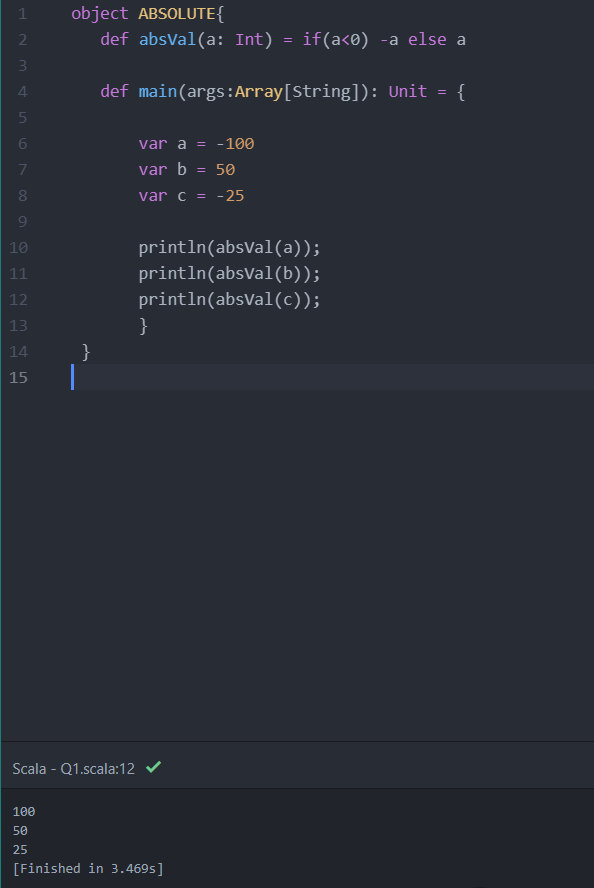 1 object ABSOLUTE{
2 def absVal(a: Int) = if(a<0) -a else a
3
4 def main(args:Array[String]): Unit = {
5
6 var a = -100
7 var b = 50
8 var c = -25
9
10 println(absVal(a));
11 println(absVal(b));
12 println(absVal(c));
13 }
14 }
15
Scala - Q1.scala:12
100
50
25
[Finished in 3.469s]